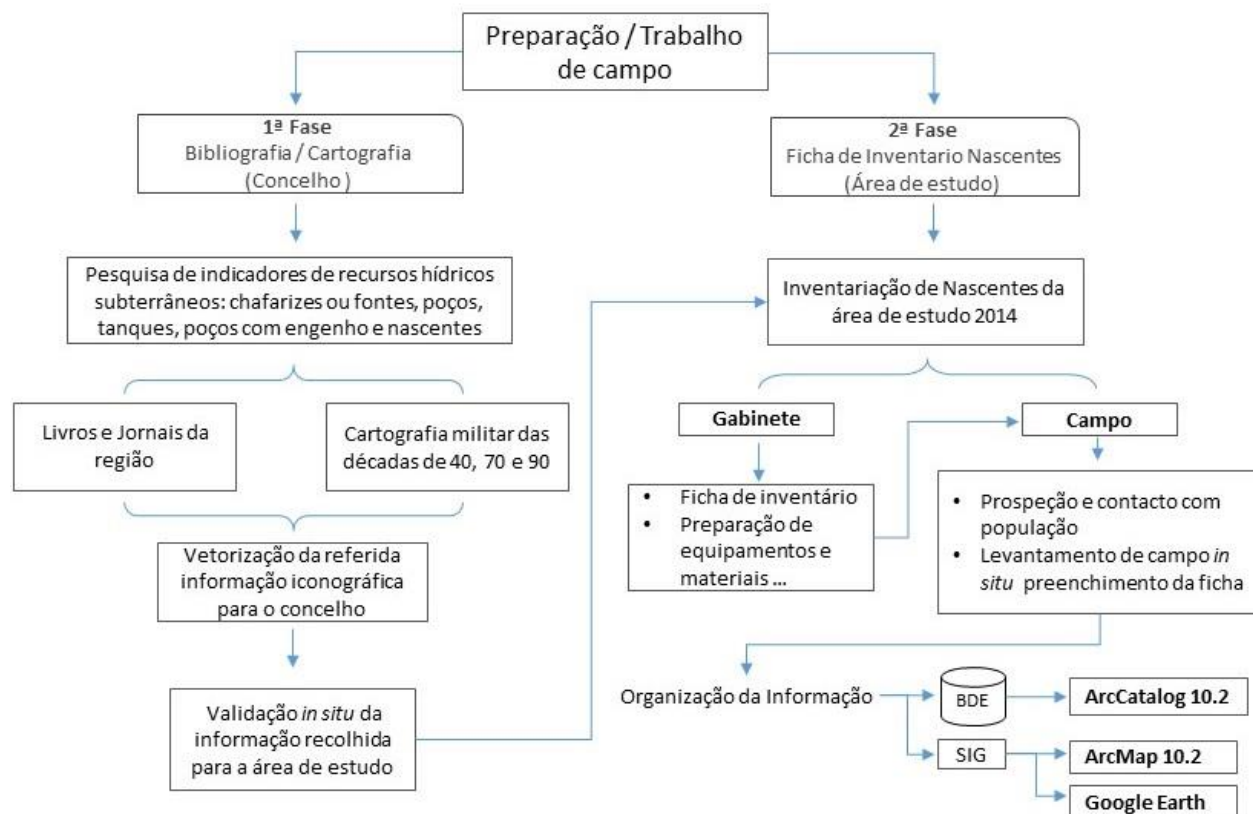 Preparação / Trabalho
de campo
1ª Fase
Bibliografia / Cartografia
(Concelho )
Pesquisa de indicadores de recursos hídricos
subterrâneos: chafarizes ou fontes, poços,
tanques, poços com engenho e nascentes
Livros e Jornais da
região
Cartografia militar das
décadas de 40, 70 e 90
Vetorização da referida
informação iconográfica
para o concelho
Validação in situ da
informação recolhida
para a área de estudo
2ª Fase
Ficha de Inventario Nascentes
(Área de estudo)
Inventariação de Nascentes da
área de estudo 2014
Gabinete
• Ficha de inventário
• Preparação de
equipamentos e
materiais ...
Campo
• Prospeção e contacto com
população
• Levantamento de campo in
situ preenchimento da ficha
Organização da Informação
BDE
ArcCatalog 10.2
SIG
ArcMap 10.2
Google Earth